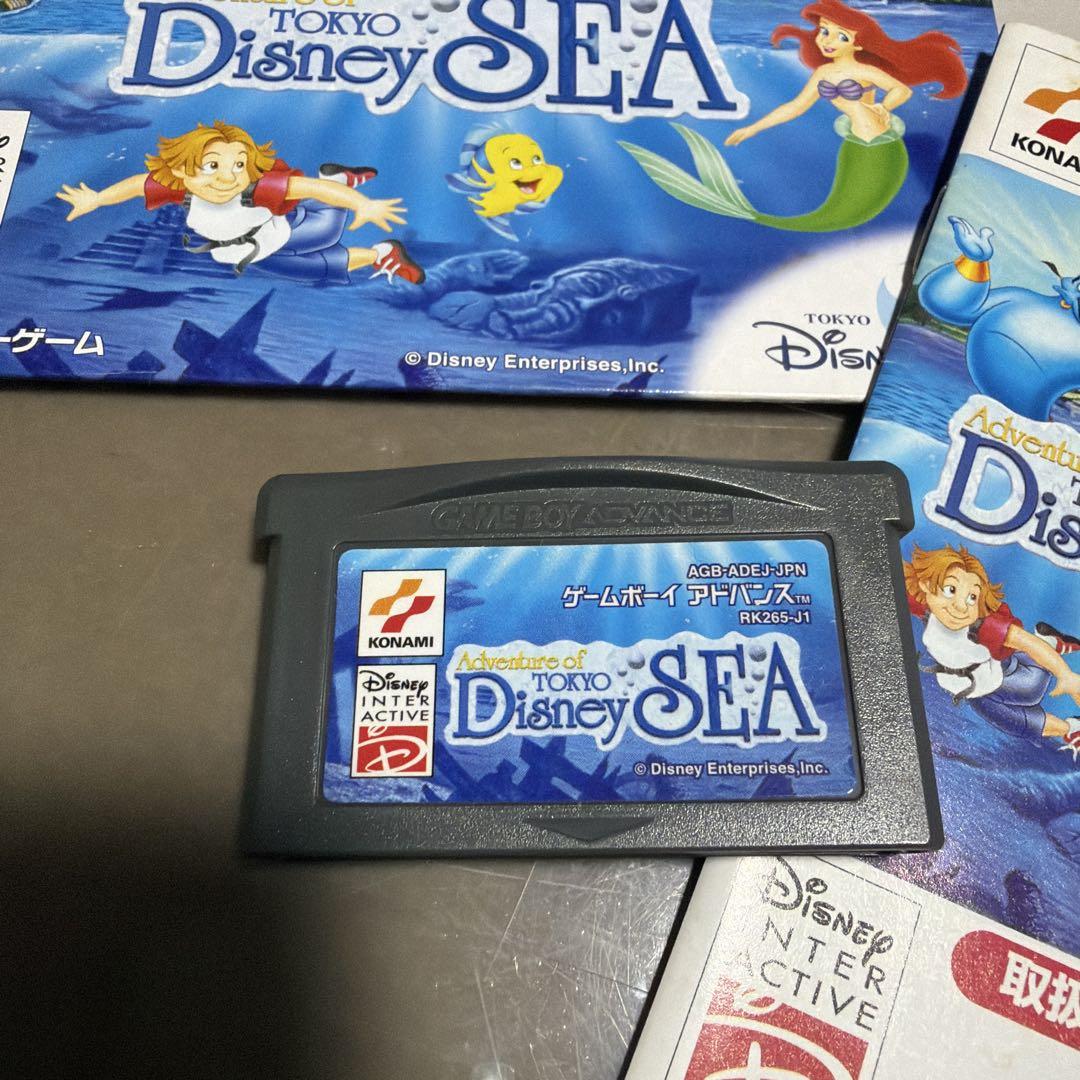 Adventure of
TOKYO
Disney SEA
ーゲーム
© Disney Enterprises,Inc.
TOKYO
Disn
KONA
Adventu
Dis
GAME BOY ADVANCE
AGB-ADEJ-JPN
ゲームボーイ アドバンス™
RK265-J1
KONAMI
Disney
INTER
ACTIVE
D
Adventure of
TOKYO
Disney SEA
© Disney Enterprises,Inc.
Disney
INTER
ACTIVE
D
取扱